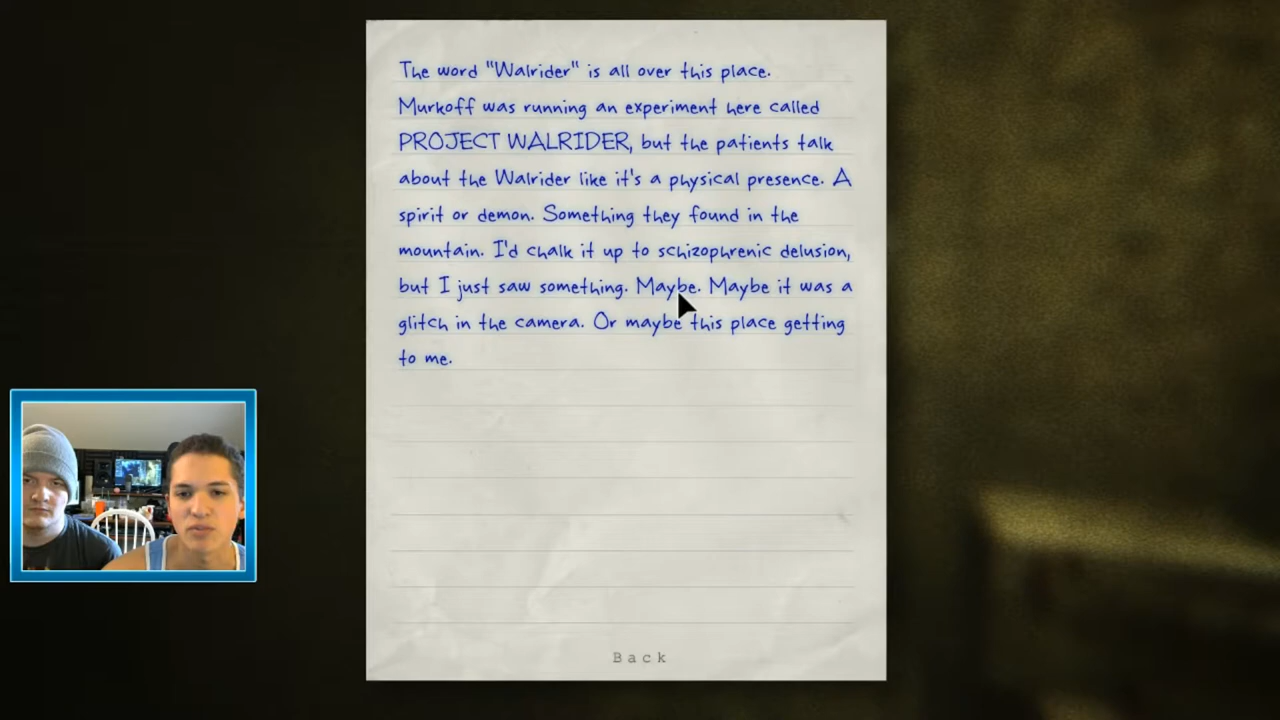 The word "Walrider" is all over this place.
Murkoff was running an experiment here called
PROJECT WALRIDER, but the patients talk
about the Walrider like it's a physical presence. A
spirit or demon. Something they found in the
mountain. I'd chalk it up to schizophrenic delusion,
but I just saw something. Maybe. Maybe it was a
glitch in the camera. Or maybe this place getting
to me.
Back